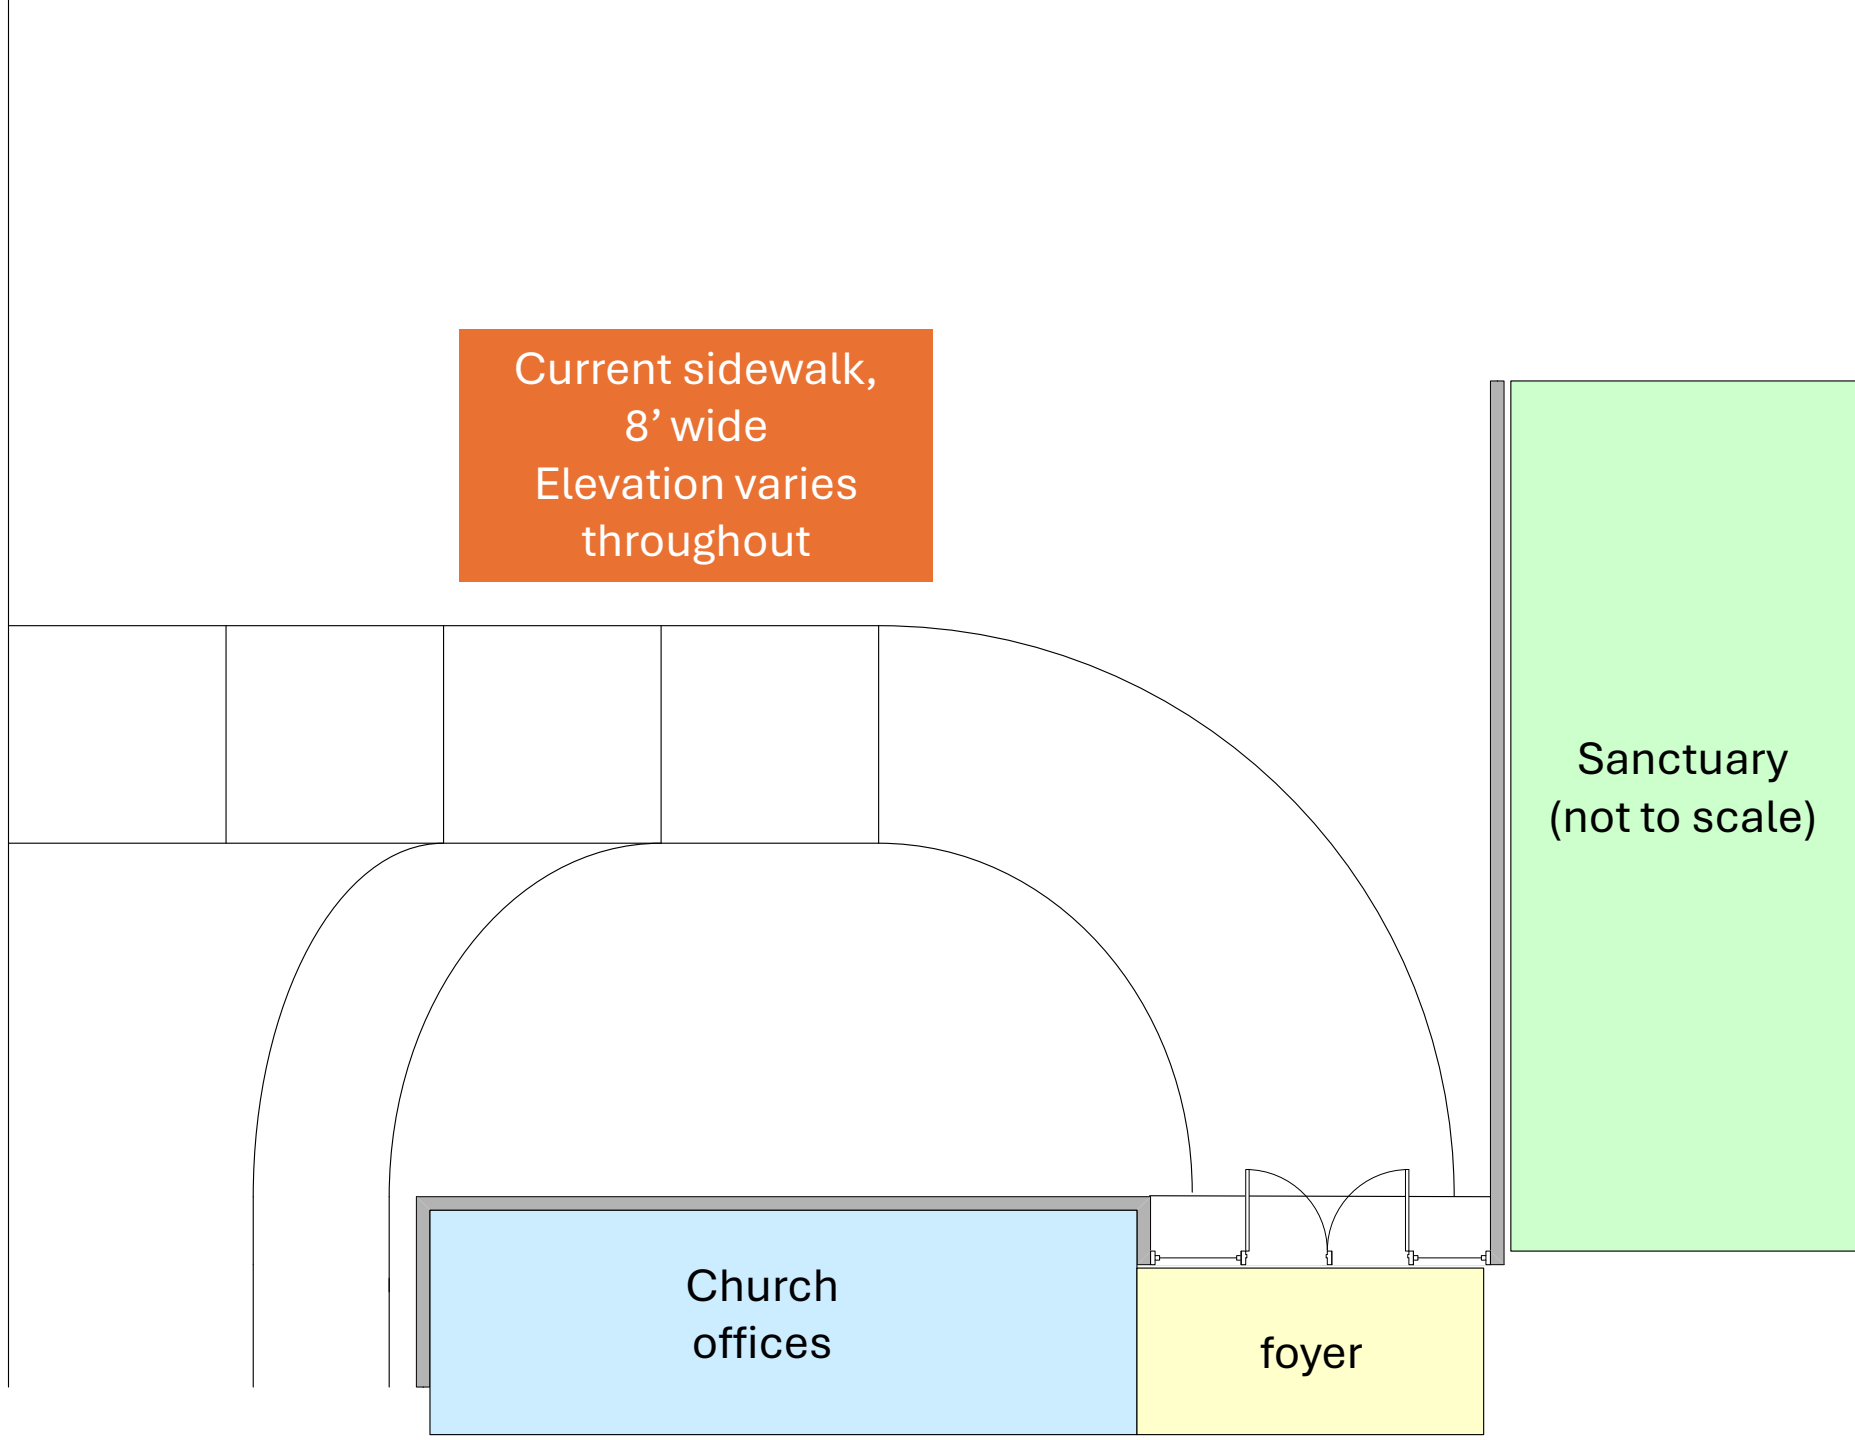 Current sidewalk,
8’ wide
Elevation varies
throughout
Sanctuary
(not to scale)
Church
offices
foyer